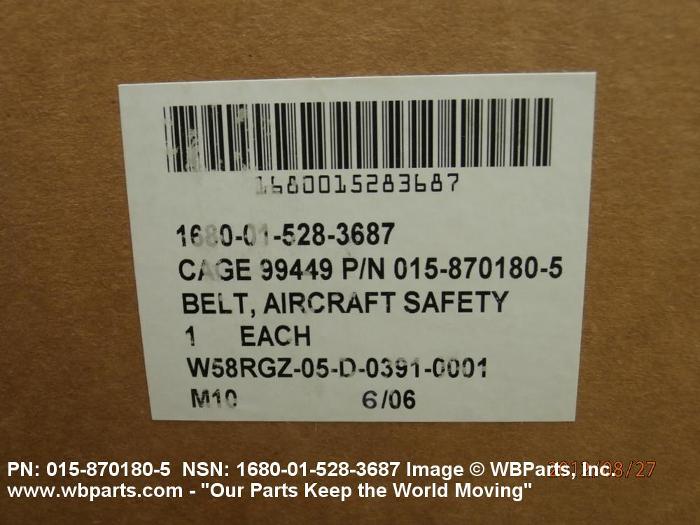 1680015283687
1680-01-528-3687
CAGE 99449 P/N 015-870180-5
BELT, AIRCRAFT SAFETY
1 EACH
W58RGZ-05-D-0391-0001
M10 6/06
PN: 015-870180-5 NSN: 1680-01-528-3687 Image © WBParts, Inc.
www.wbparts.com - "Our Parts Keep the World Moving"